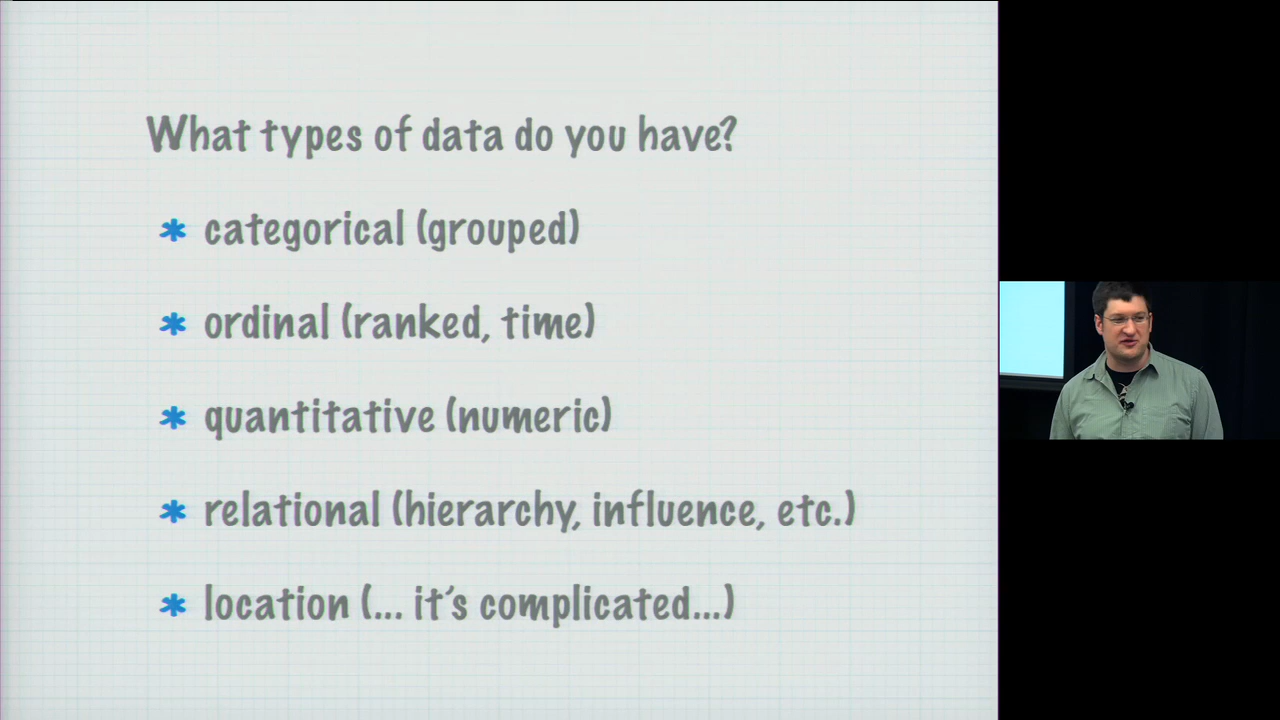 What types of data do you have?
* categorical (grouped)
* ordinal (ranked, time)
* quantitative (numeric)
* relational (hierarchy, influence, etc.)
* location (... it's complicated...)